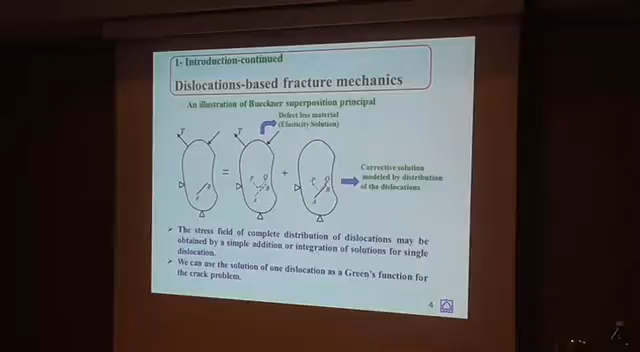 1- Introduction-continued
Dislocations-based fracture mechanics
An illustration of Bueckner superposition principal
Defect less material
(Elasticity Solution)
T
T
=
+
P
Q
P
Q
A
B
A
B
A
B
Corrective solution
modeled by distribution
of the dislocations
➤ The stress field of complete distribution of dislocations may be
obtained by a simple addition or integration of solutions for single
dislocation.
➤ We can use the solution of one dislocation as a Green's function for
the crack problem.
4